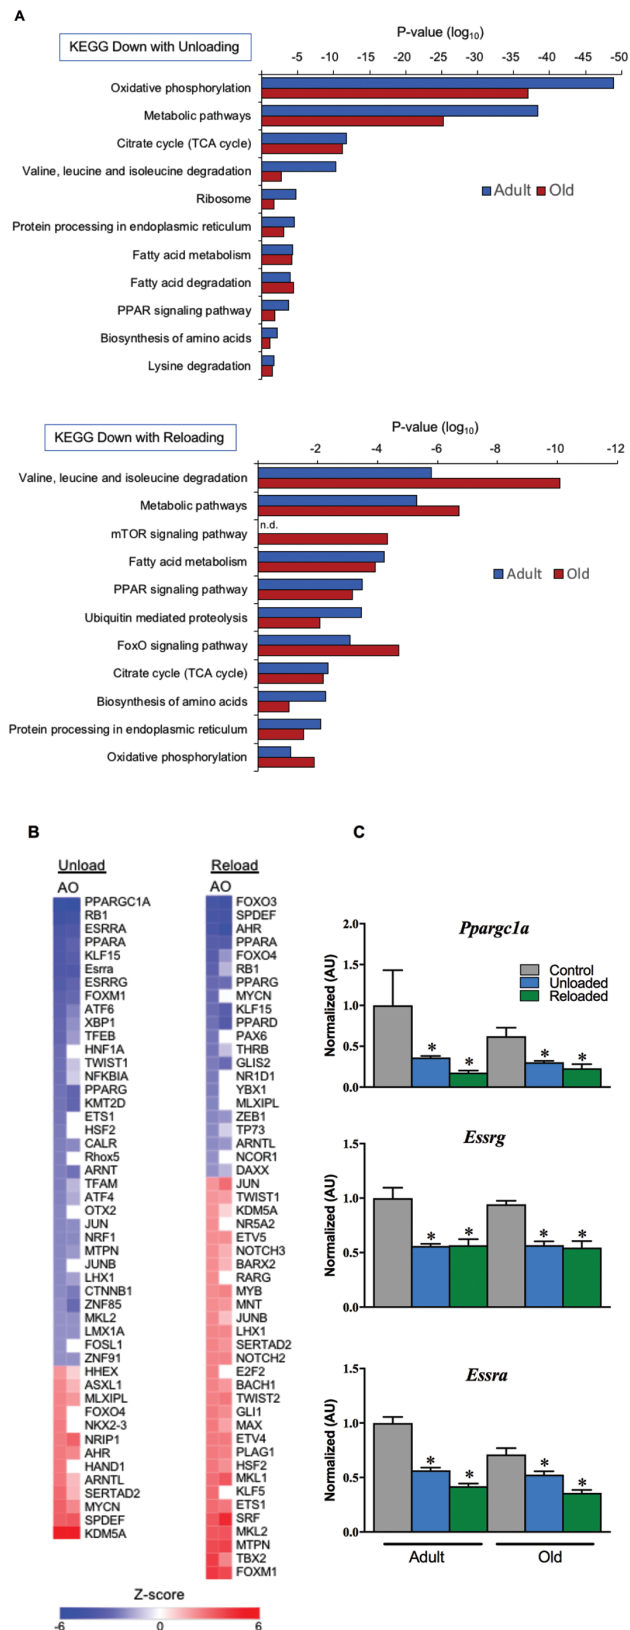 A
KEGG Down with Unloading
P-value (log10)
-5 -10 -15 -20 -25 -30 -35 -40 -45 -50
Oxidative phosphorylation
Metabolic pathways
Citrate cycle (TCA cycle)
Valine, leucine and isoleucine degradation
Ribosome
Protein processing in endoplasmic reticulum
Fatty acid metabolism
Fatty acid degradation
PPAR signaling pathway
Biosynthesis of amino acids
Lysine degradation
Adult Old
KEGG Down with Reloading
P-value (log10)
-2 -4 -6 -8 -10 -12
Valine, leucine and isoleucine degradation
Metabolic pathways
n.d.
mTOR signaling pathway
Fatty acid metabolism
PPAR signaling pathway
Ubiquitin mediated proteolysis
FoxO signaling pathway
Citrate cycle (TCA cycle)
Biosynthesis of amino acids
Protein processing in endoplasmic reticulum
Oxidative phosphorylation
Adult Old
B
Unload
AO
PPARGC1A
RB1
ESRRA
PPARA
KLF15
Esrra
ESRRG
FOXM1
ATF6
XBP1
TFEB
HNF1A
TWIST1
NFKBIA
PPARG
KMT2D
ETS1
HSF2
CALR
Rhox5
ARNT
TFAM
ATF4
OTX2
JUN
NRF1
MTPN
JUNB
LHX1
CTNNB1
ZNF85
MKL2
LMX1A
FOSL1
ZNF91
HHEX
ASXL1
MLXIPL
FOXO4
NKX2-3
NRIP1
AHR
HAND1
ARNTL
SERTAD2
MYCN
SPDEF
KDM5A
Reload
AO
FOXO3
SPDEF
AHR
PPARA
FOXO4
RB1
PPARG
MYCN
KLF15
PPARD
PAX6
THRB
GLIS2
NR1D1
YBX1
MLXIPL
ZEB1
TP73
ARNTL
NCOR1
DAXX
JUN
TWIST1
KDM5A
NR5A2
ETV5
NOTCH3
BARX2
RARG
MYB
MNT
JUNB
LHX1
SERTAD2
NOTCH2
E2F2
BACH1
TWIST2
GLI1
MAX
ETV4
PLAG1
HSF2
MKL1
KLF5
ETS1
SRF
MKL2
MTPN
TBX2
FOXM1
Z-score
-6 0 6
C
Ppargc1a
Normalized (AU)
2.0
1.5
1.0
0.5
0.0
Control
Unloaded
Reloaded
* * * *
Essrg
Normalized (AU)
1.5
1.0
0.5
0.0
* * * *
Essra
Normalized (AU)
1.5
1.0
0.5
0.0
* * * *
Adult Old